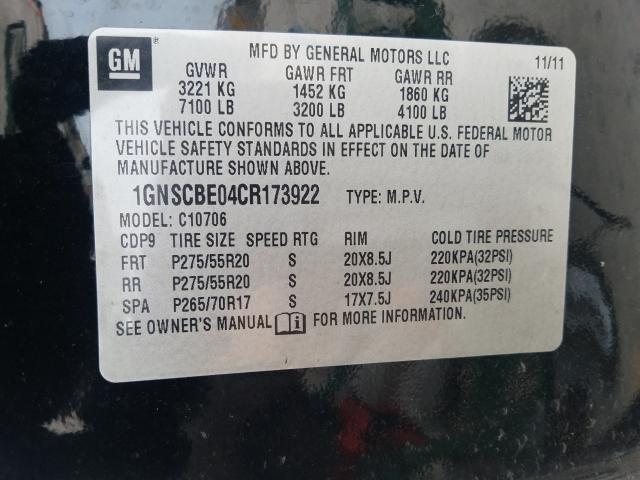 GM
MFD BY GENERAL MOTORS LLC 11/11
GVWR GAWR FRT GAWR RR
3221 KG 1452 KG 1860 KG
7100 LB 3200 LB 4100 LB
THIS VEHICLE CONFORMS TO ALL APPLICABLE U.S. FEDERAL MOTOR
VEHICLE SAFETY STANDARDS IN EFFECT ON THE DATE OF
MANUFACTURE SHOWN ABOVE.
1GNSCBE04CR173922 TYPE: M.P.V.
MODEL: C10706
CDP9 TIRE SIZE SPEED RTG RIM COLD TIRE PRESSURE
FRT P275/55R20 S 20X8.5J 220KPA(32PSI)
RR P275/55R20 S 20X8.5J 220KPA(32PSI)
SPA P265/70R17 S 17X7.5J 240KPA(35PSI)
SEE OWNER'S MANUAL i FOR MORE INFORMATION.